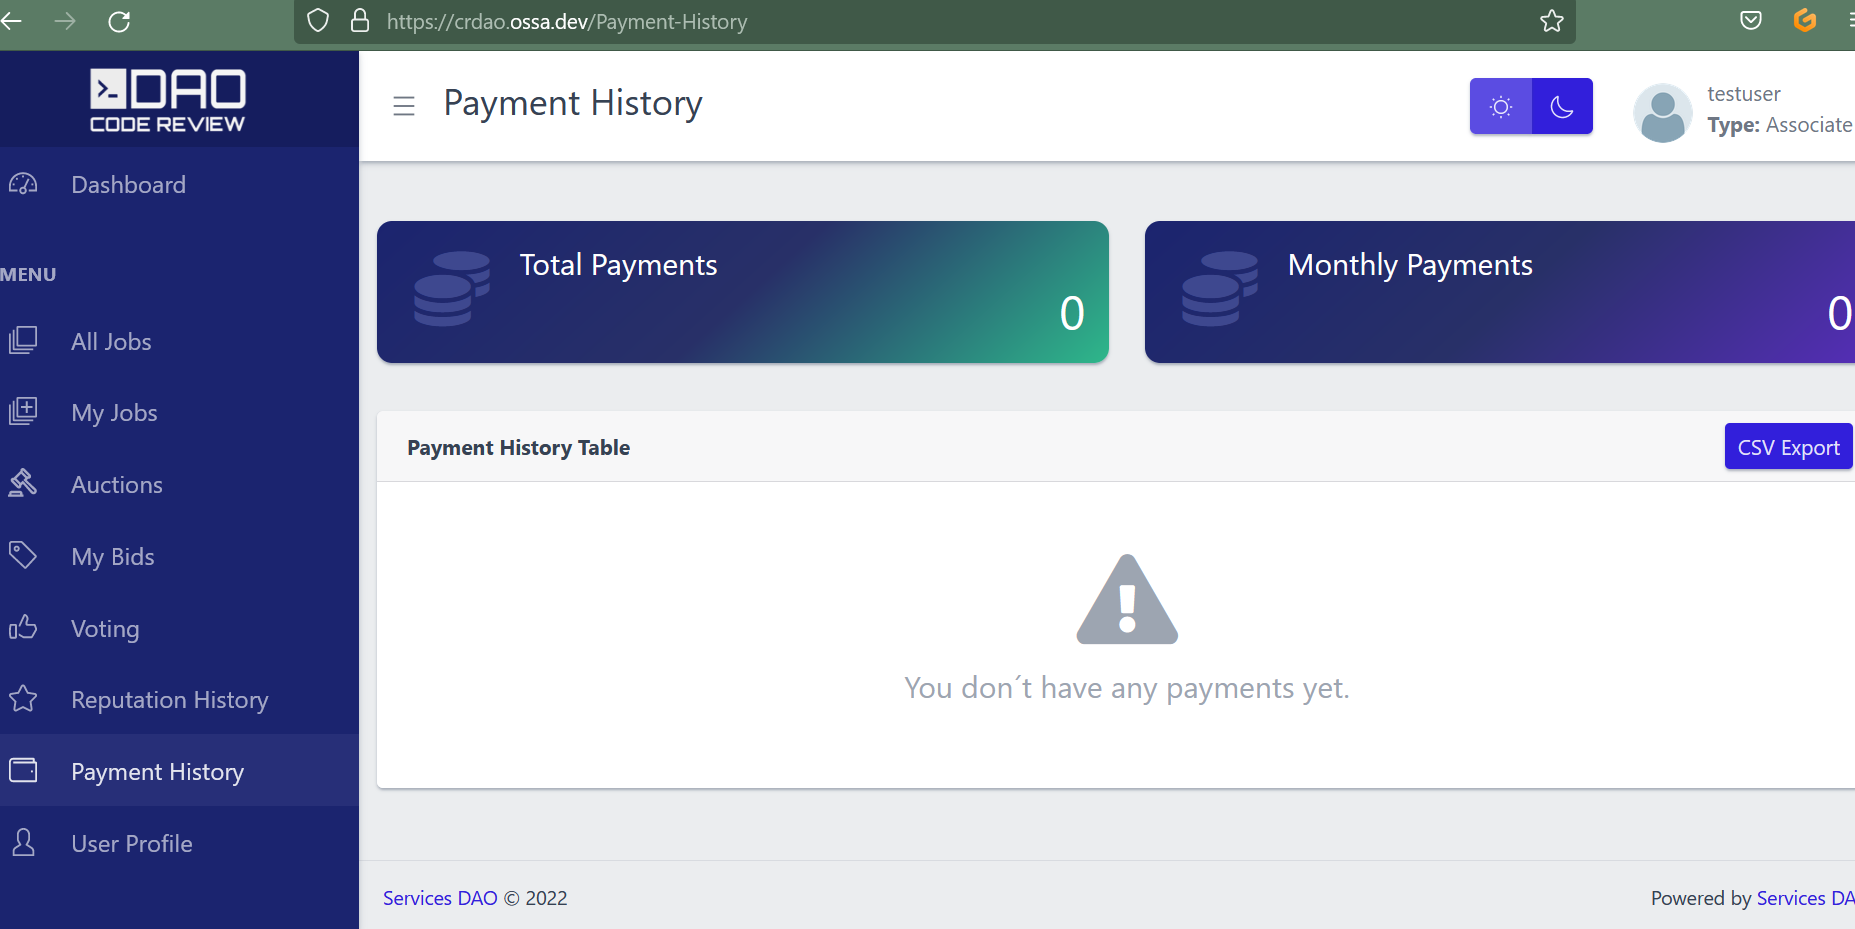 https://crdao.ossa.dev/Payment-History
DAO
CODE REVIEW
Payment History
testuser
Type: Associate
Dashboard
MENU
All Jobs
My Jobs
Auctions
My Bids
Voting
Reputation History
Payment History
User Profile
Total Payments
0
Monthly Payments
0
Payment History Table
CSV Export
You don´t have any payments yet.
Services DAO © 2022
Powered by Services DA